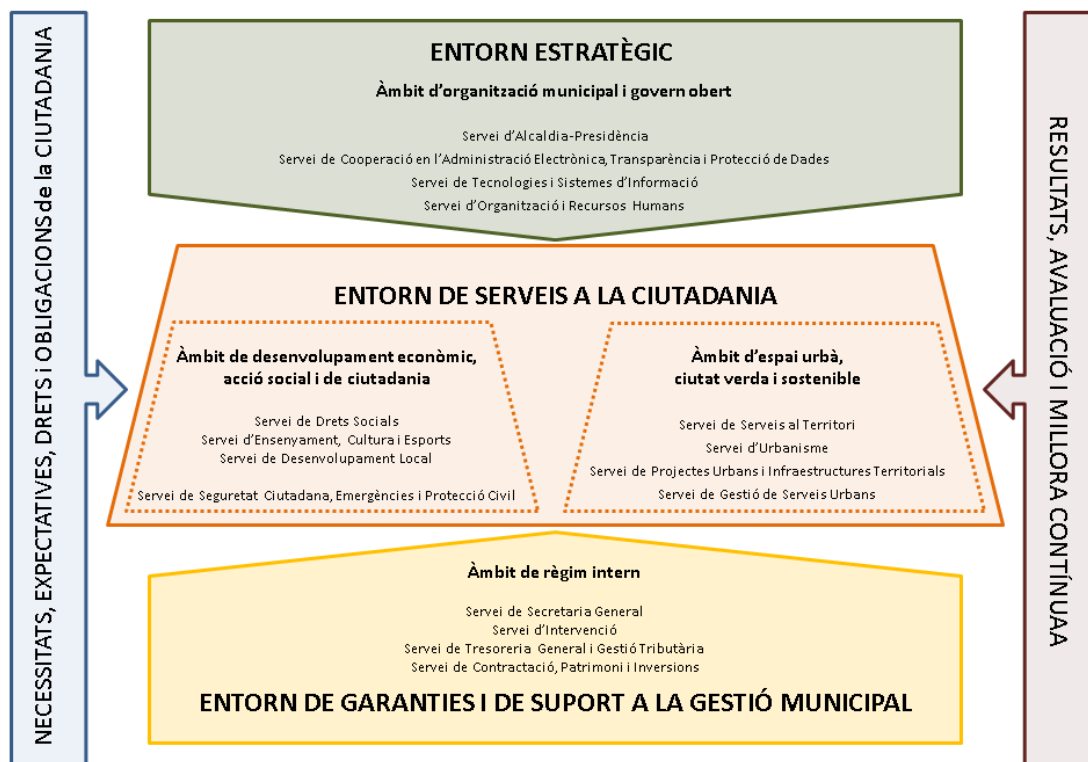 NECESSITATS, EXPECTATIVES, DRETS i OBLIGACIONS de la CIUTADANIA
ENTORN ESTRATÈGIC
Àmbit d'organització municipal i govern obert
Servei d'Alcaldia-Presidència
Servei de Cooperació en l'Administració Electrònica, Transparència i Protecció de Dades
Servei de Tecnologies i Sistemes d'Informació
Servei d'Organització i Recursos Humans
ENTORN DE SERVEIS A LA CIUTADANIA
Àmbit de desenvolupament econòmic,
acció social i de ciutadania
Servei de Drets Socials
Servei d'Ensenyament, Cultura i Esports
Servei de Desenvolupament Local
Servei de Seguretat Ciutadana, Emergències i Protecció Civil
Àmbit d'espai urbà,
ciutat verda i sostenible
Servei de Serveis al Territori
Servei d'Urbanisme
Servei de Projectes Urbans i Infraestructures Territorials
Servei de Gestió de Serveis Urbans
Àmbit de règim intern
Servei de Secretaria General
Servei d'Intervenció
Servei de Tresoreria General i Gestió Tributària
Servei de Contractació, Patrimoni i Inversions
ENTORN DE GARANTIES I DE SUPORT A LA GESTIÓ MUNICIPAL
RESULTATS, AVALUACIÓ I MILLORA CONTÍNUAA